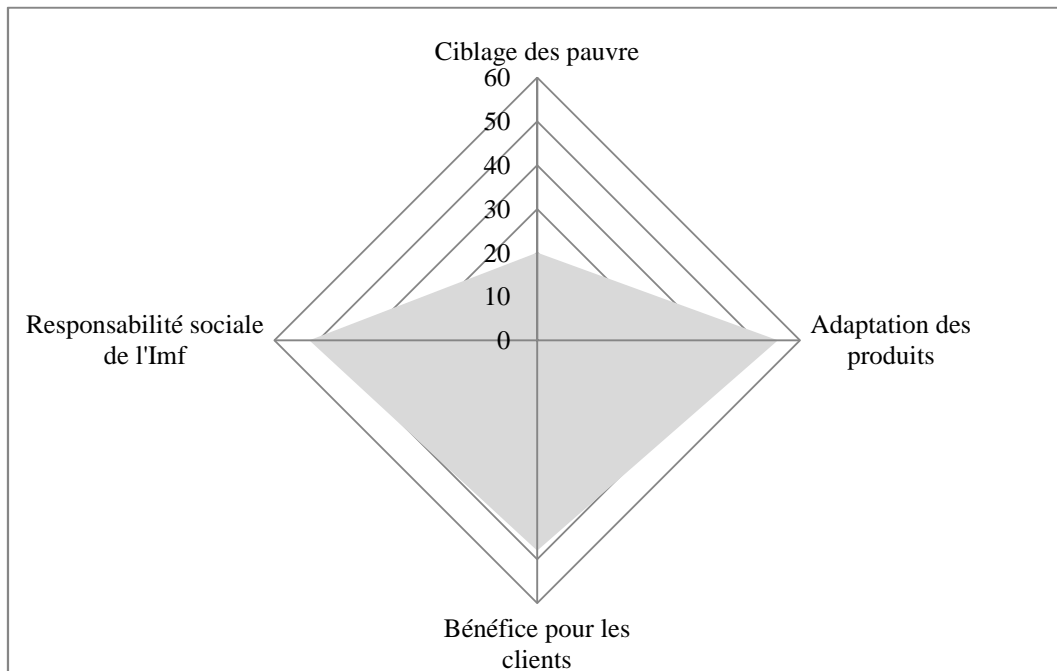 Ciblage des pauvre
60
50
40
30
20
10
0
Responsabilité sociale
de l'Imf
Adaptation des
produits
Bénéfice pour les
clients